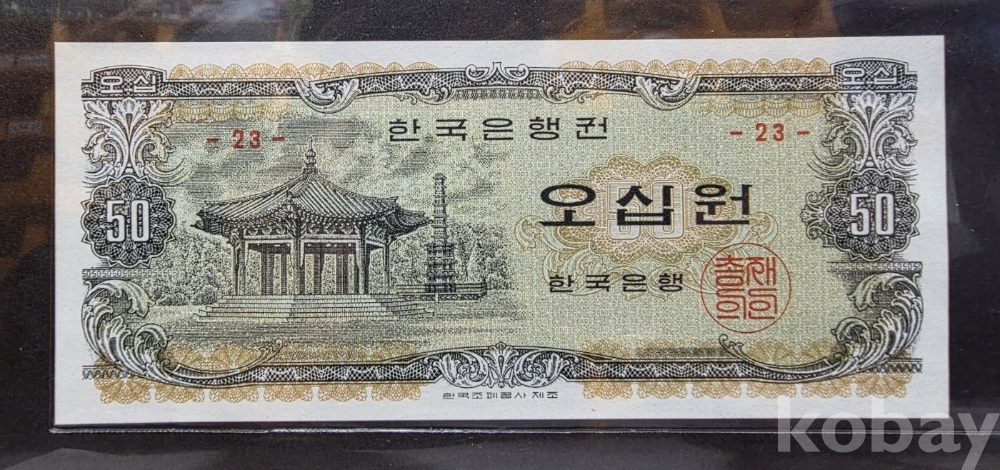 오십 오십
- 23 - 한국은행권 - 23 -
50 오십원 50
50
한국은행
총재의인
한국조폐공사 제조
kobay